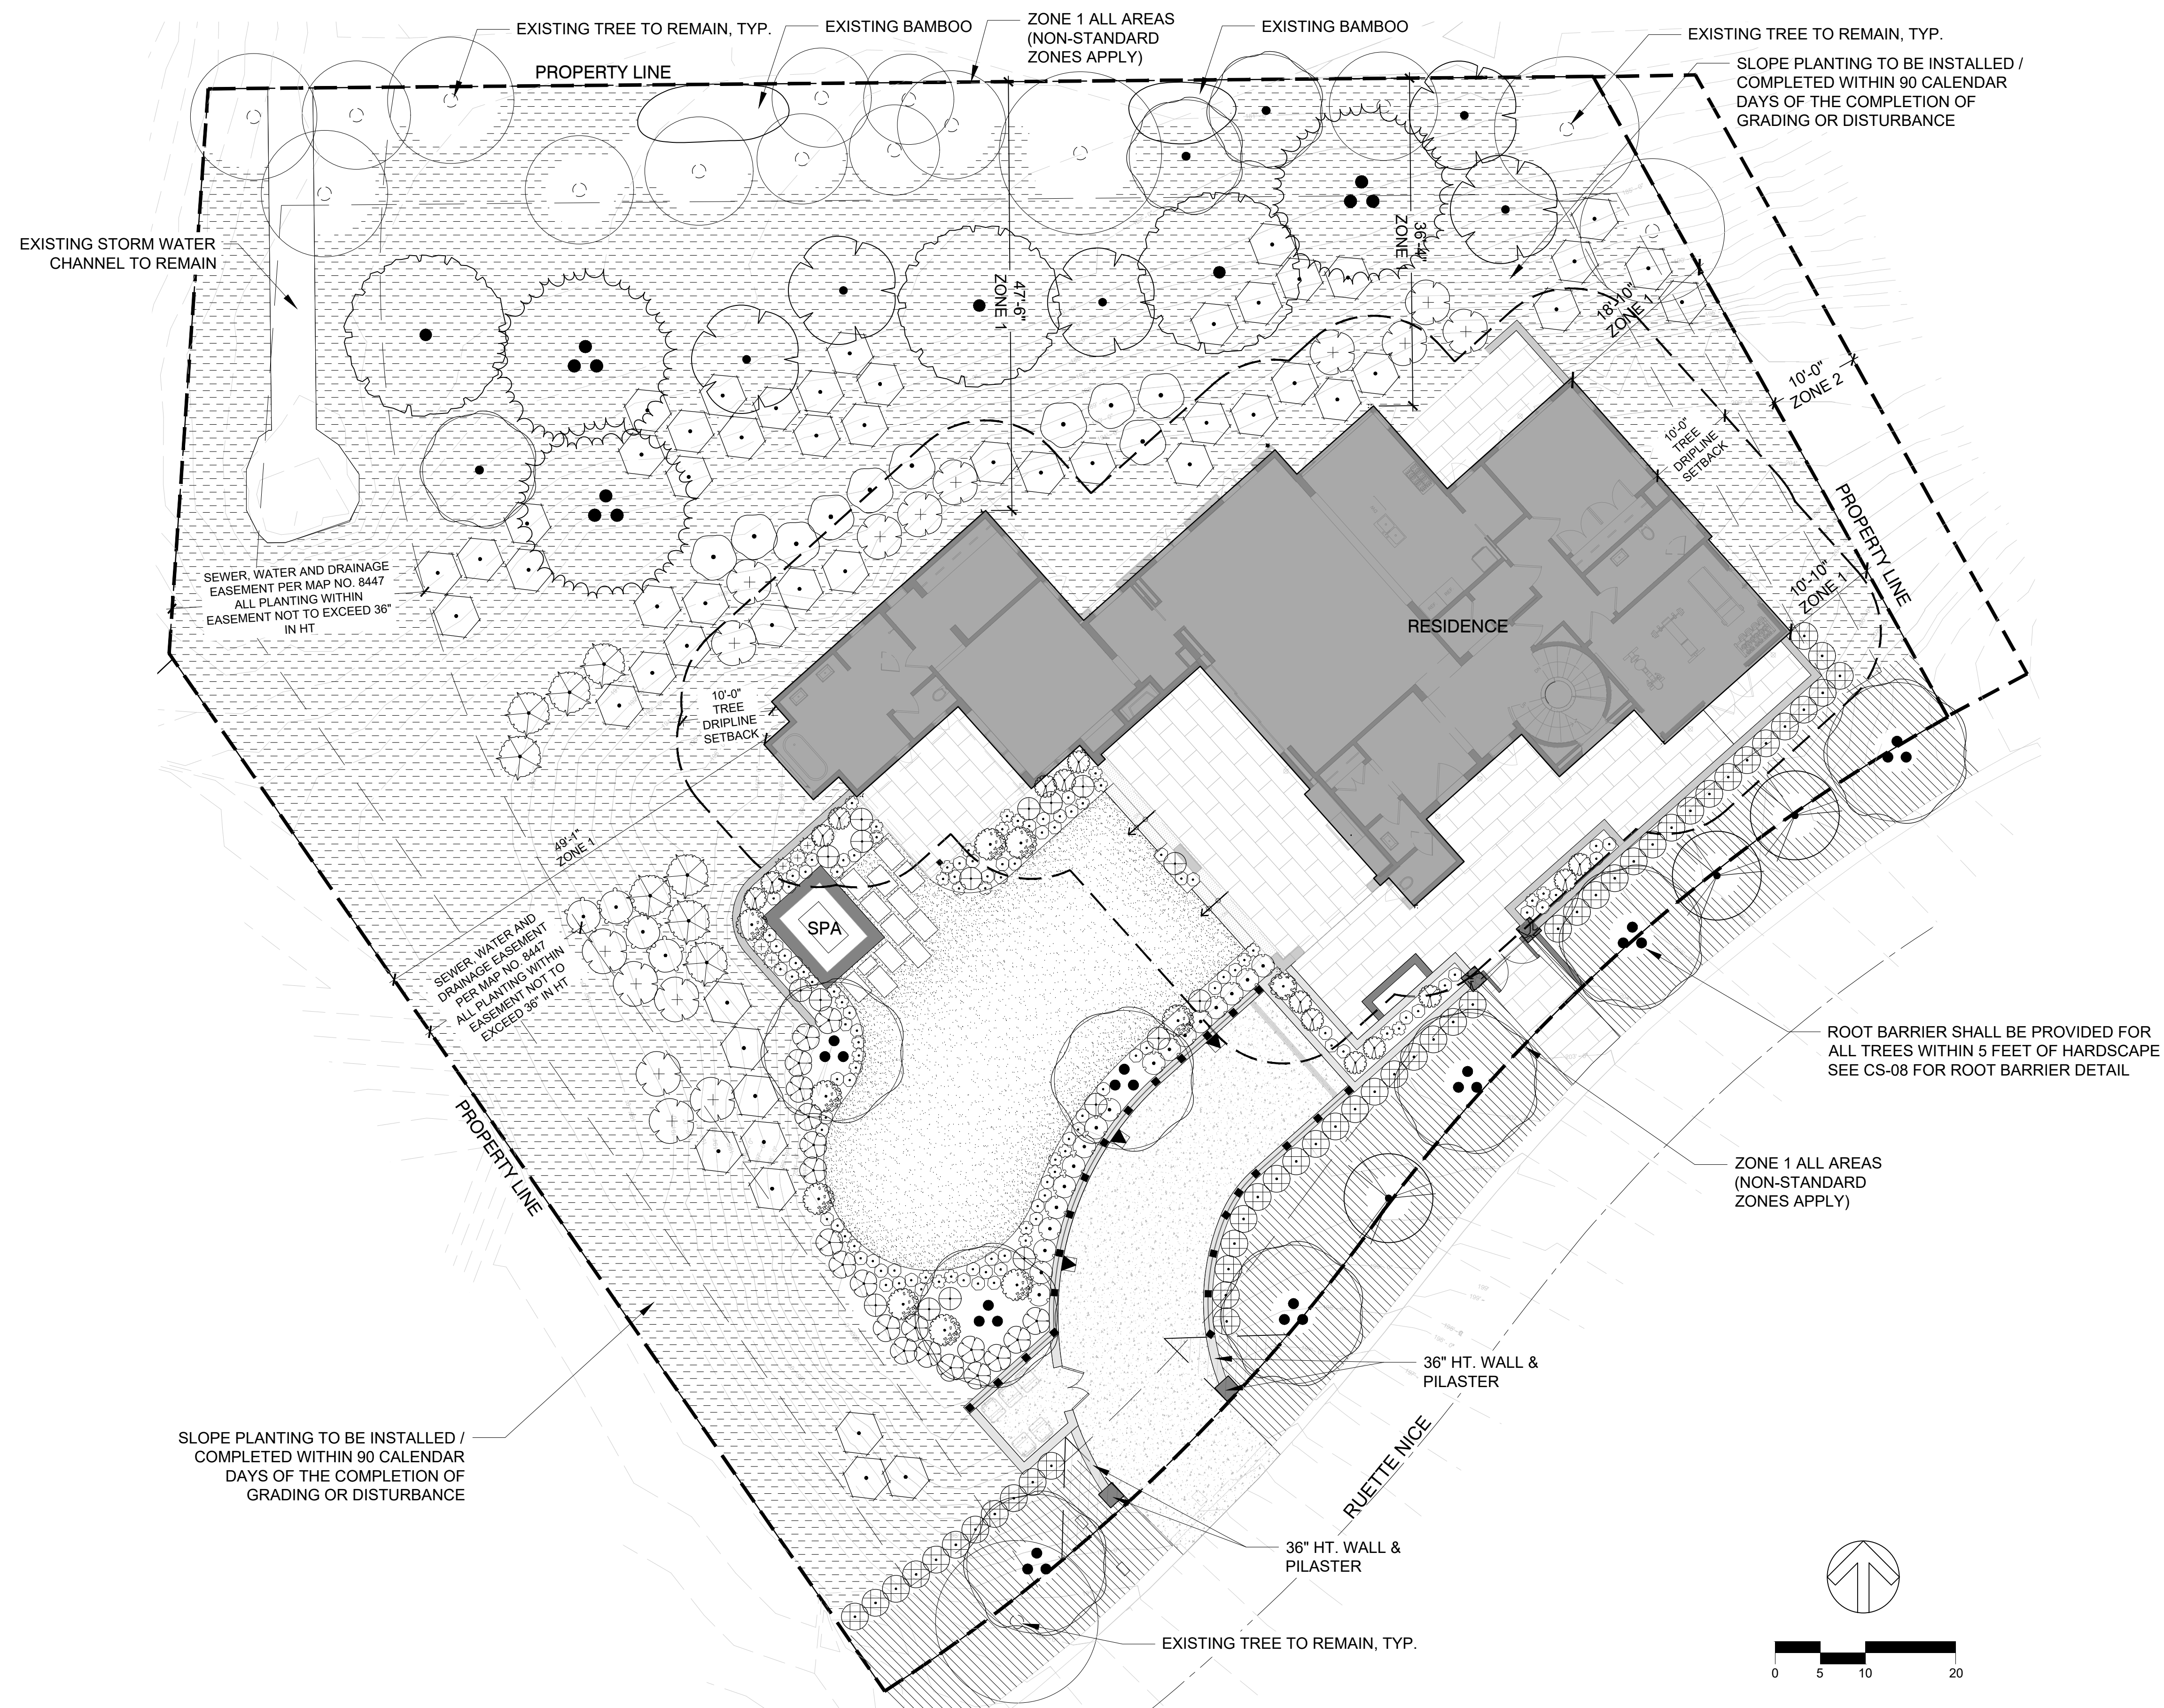 EXISTING TREE TO REMAIN, TYP.
EXISTING BAMBOO
ZONE 1 ALL AREAS
(NON-STANDARD
ZONES APPLY)
EXISTING BAMBOO
EXISTING TREE TO REMAIN, TYP.
SLOPE PLANTING TO BE INSTALLED /
COMPLETED WITHIN 90 CALENDAR
DAYS OF THE COMPLETION OF
GRADING OR DISTURBANCE
PROPERTY LINE
EXISTING STORM WATER
CHANNEL TO REMAIN
47'-6"
ZONE 1
36'-4"
ZONE 1
18'-10"
ZONE 1
10'-0"
ZONE 2
10'-0"
TREE
DRIPLINE
SETBACK
PROPERTY LINE
10'-10"
ZONE 1
SEWER, WATER AND DRAINAGE
EASEMENT PER MAP NO. 8447
ALL PLANTING WITHIN
EASEMENT NOT TO EXCEED 36"
IN HT
RESIDENCE
10'-0"
TREE
DRIPLINE
SETBACK
49'-1"
ZONE 1
SPA
SEWER, WATER AND
DRAINAGE EASEMENT
PER MAP NO. 8447
ALL PLANTING WITHIN
EASEMENT NOT TO
EXCEED 36" IN HT
ROOT BARRIER SHALL BE PROVIDED FOR
ALL TREES WITHIN 5 FEET OF HARDSCAPE
SEE CS-08 FOR ROOT BARRIER DETAIL
PROPERTY LINE
ZONE 1 ALL AREAS
(NON-STANDARD
ZONES APPLY)
36" HT. WALL &
PILASTER
SLOPE PLANTING TO BE INSTALLED /
COMPLETED WITHIN 90 CALENDAR
DAYS OF THE COMPLETION OF
GRADING OR DISTURBANCE
RUETTE NICE
36" HT. WALL &
PILASTER
EXISTING TREE TO REMAIN, TYP.
0 5 10 20